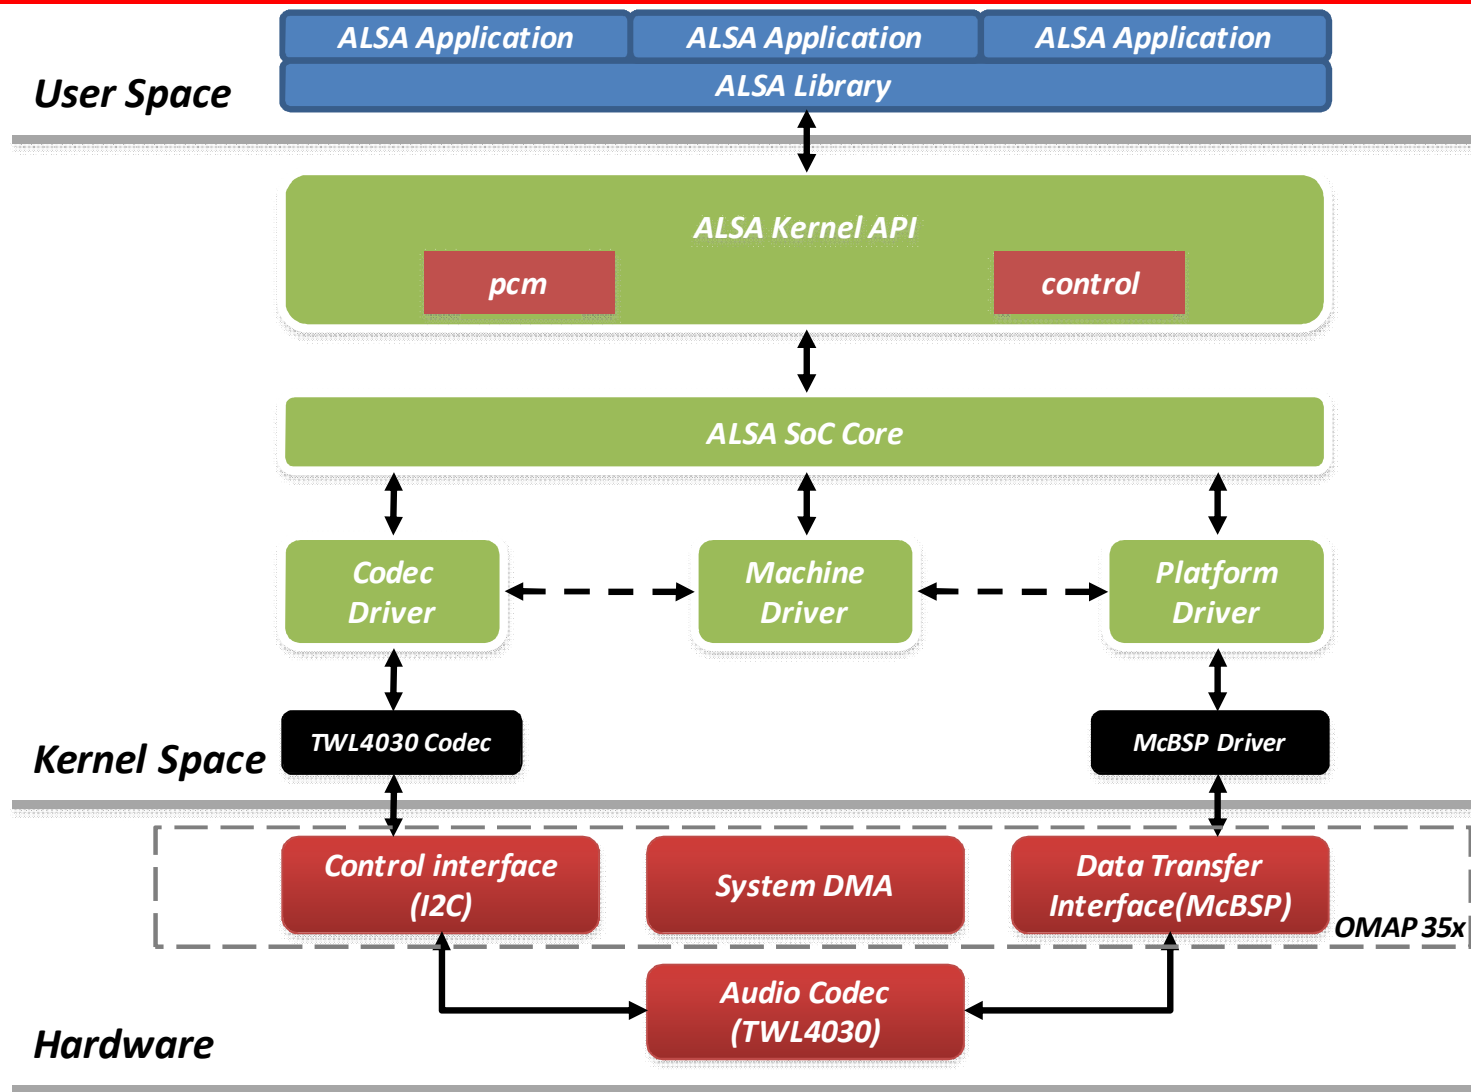 ALSA Application
ALSA Application
ALSA Application
User Space
ALSA Library
ALSA Kernel API
pcm
control
ALSA SoC Core
Codec
Driver
Machine
Driver
Platform
Driver
Kernel Space
TWL4030 Codec
McBSP Driver
Control interface
(I2C)
System DMA
Data Transfer
Interface(McBSP)
OMAP 35x
Audio Codec
(TWL4030)
Hardware